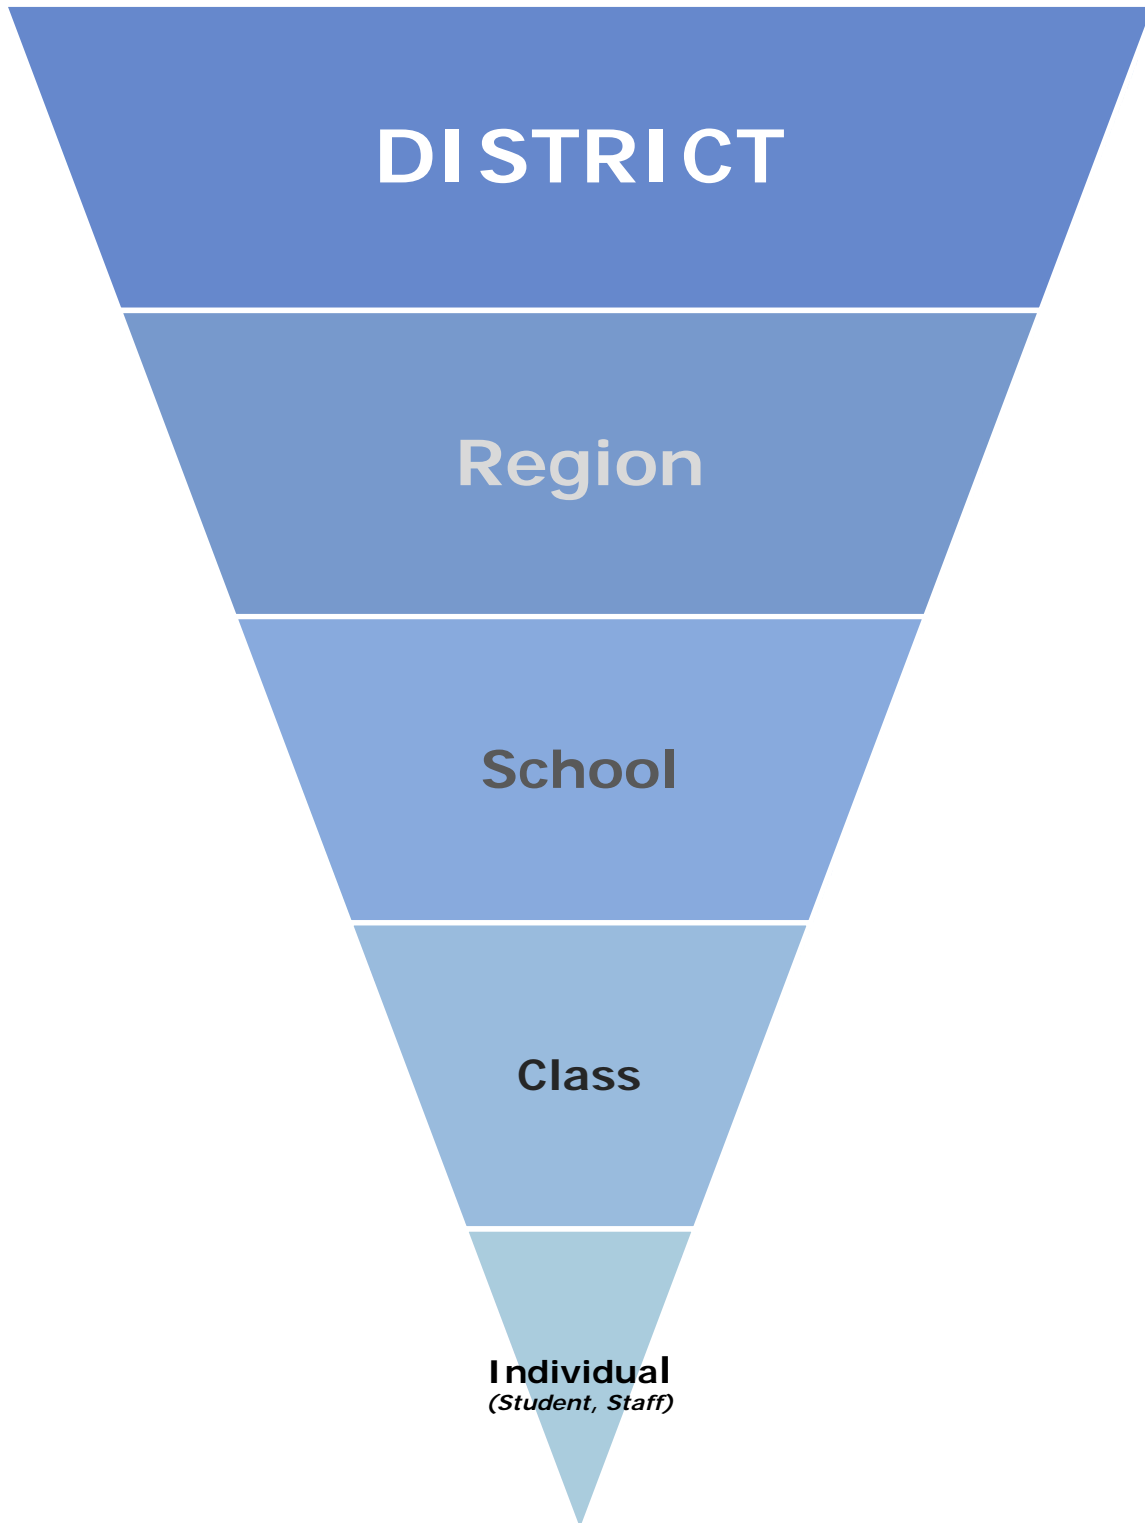 DISTRICT
Region
School
Class
Individual
(Student, Staff)